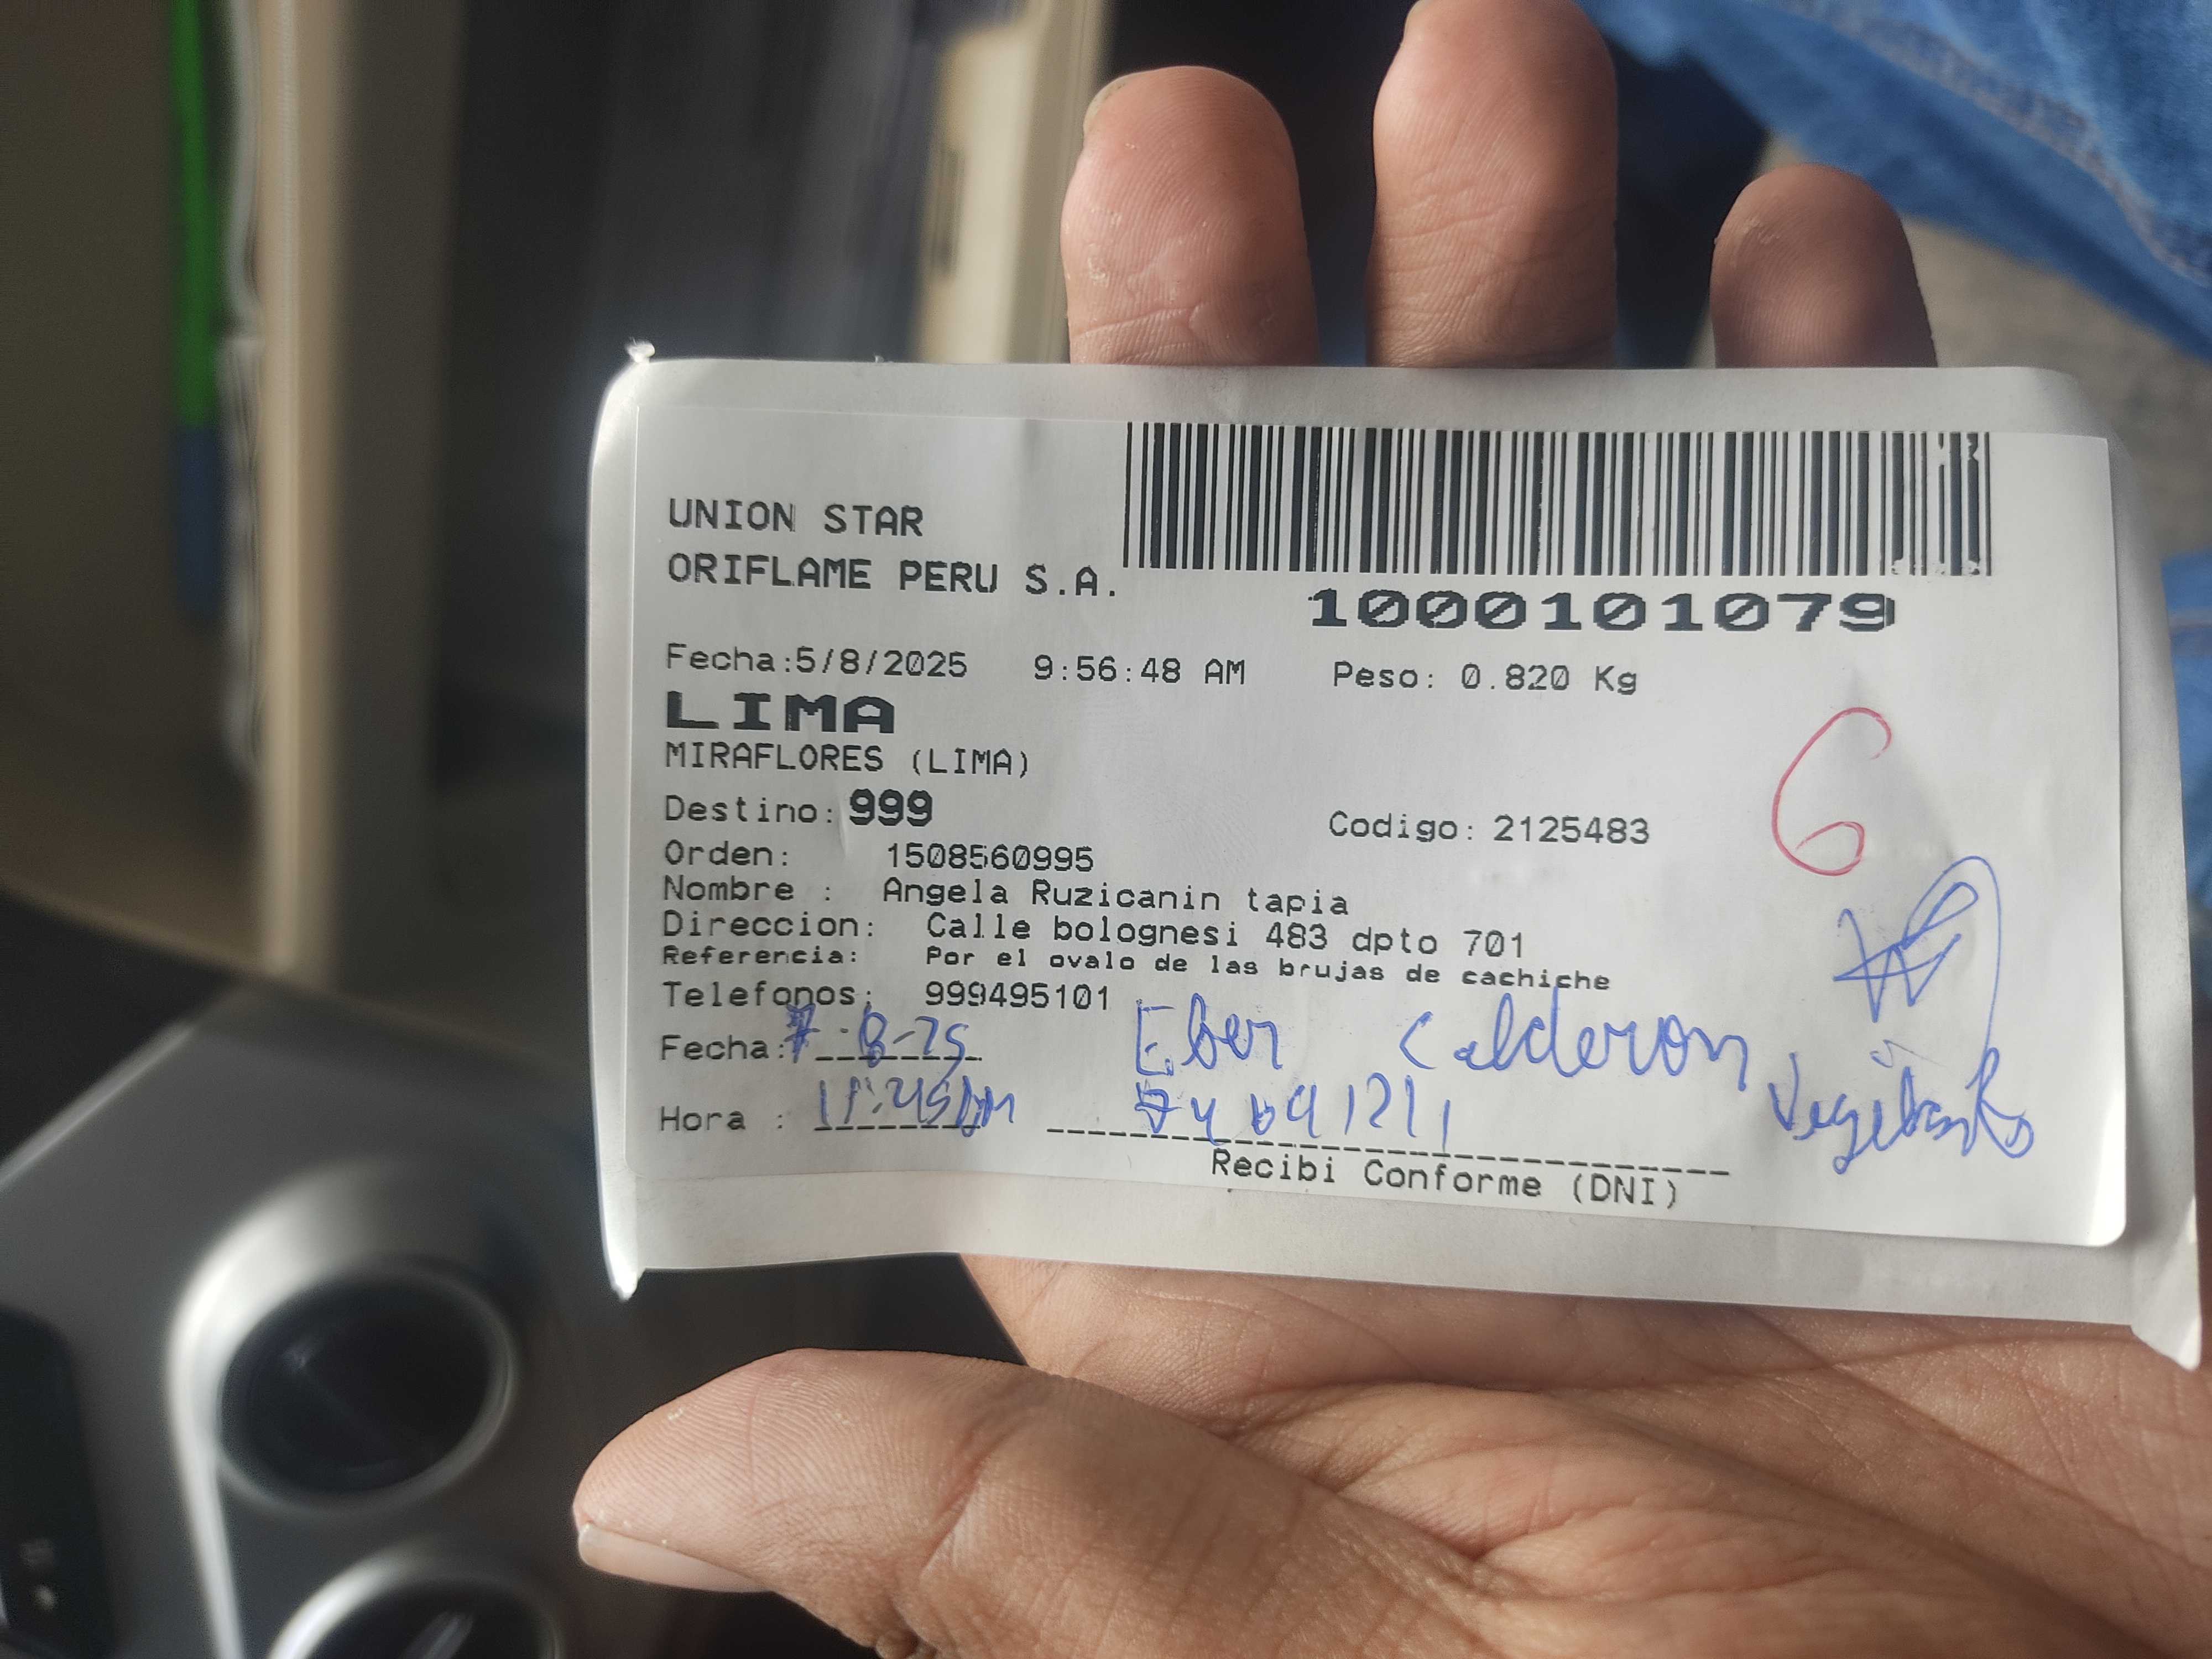 UNION STAR
ORIFLAME PERU S.A.
1000101079
Fecha:5/8/2025 9:56:48 AM Peso: 0.820 Kg
LIMA
MIRAFLORES (LIMA)
Destino: 999 Codigo: 2125483
6
Orden: 1508560995
Nombre : Angela Ruzicanin tapia
Direccion: Calle bolognesi 483 dpto 701
Referencia: Por el ovalo de las brujas de cachiche
Telefonos: 999495101
Fecha: 7-8-25 Eber Calderon
Hora : 11:45am
Recibi Conforme (DNI)